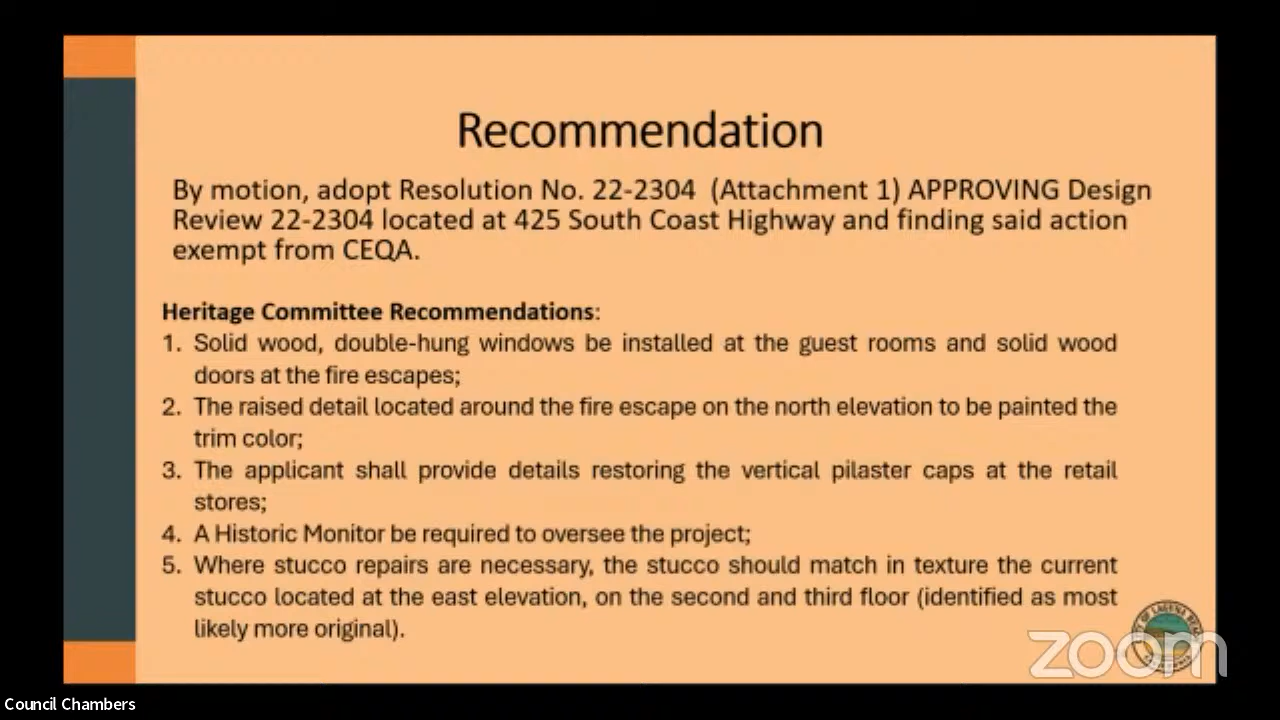 Recommendation
By motion, adopt Resolution No. 22-2304 (Attachment 1) APPROVING Design
Review 22-2304 located at 425 South Coast Highway and finding said action
exempt from CEQA.
Heritage Committee Recommendations:
1. Solid wood, double-hung windows be installed at the guest rooms and solid wood
doors at the fire escapes;
2. The raised detail located around the fire escape on the north elevation to be painted the
trim color;
3. The applicant shall provide details restoring the vertical pilaster caps at the retail
stores;
4. A Historic Monitor be required to oversee the project;
5. Where stucco repairs are necessary, the stucco should match in texture the current
stucco located at the east elevation, on the second and third floor (identified as most
likely more original).
zoom
Council Chambers